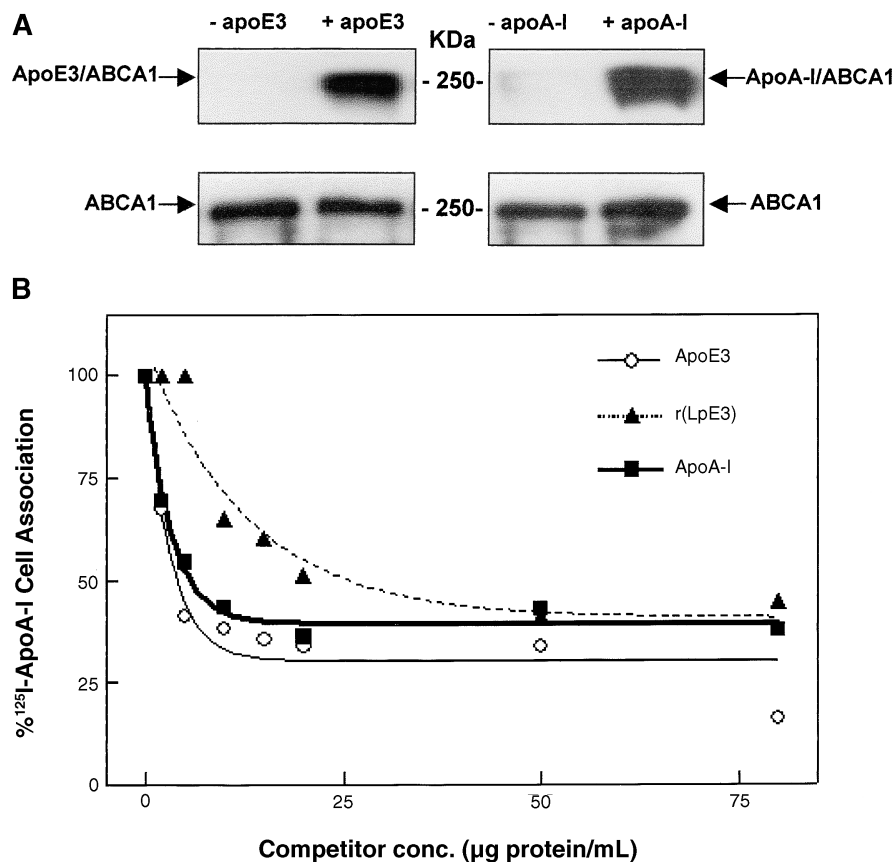 A
- apoE3 + apoE3
KDa
- apoA-I + apoA-I
ApoE3/ABCA1
- 250-
ApoA-I/ABCA1
ABCA1
- 250-
ABCA1
B
100
75
50
25
0
%¹²⁵I-ApoA-I Cell Association
ApoE3
r(LpE3)
ApoA-I
0 25 50 75
Competitor conc. (µg protein/mL)